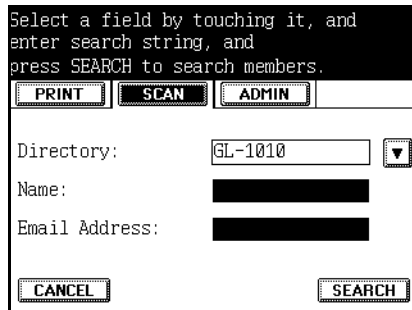 Select a field by touching it, and
enter search string, and
press SEARCH to search members.
PRINT SCAN ADMIN
Directory: GL-1010
Name:
Email Address:
CANCEL SEARCH